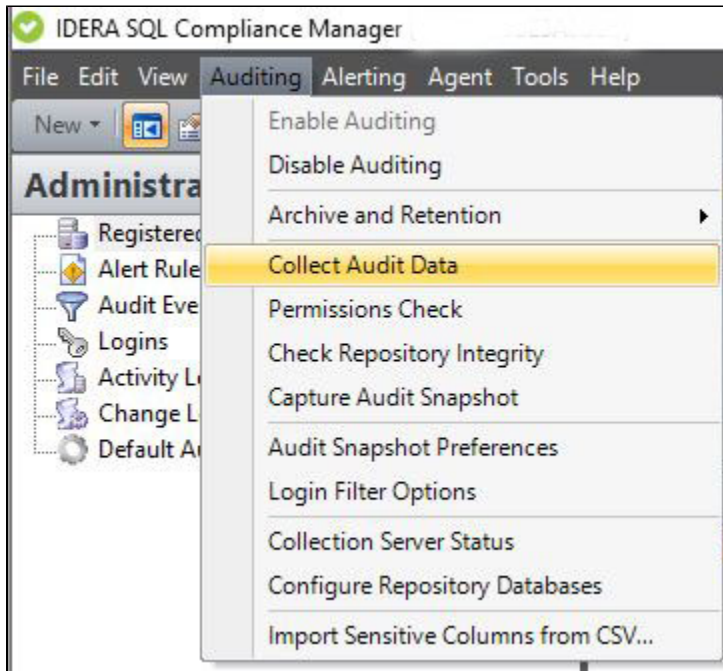 IDERA SQL Compliance Manager
File Edit View Auditing Alerting Agent Tools Help
New
Administra
Registered
Alert Rule
Audit Eve
Logins
Activity L
Change L
Default A
Enable Auditing
Disable Auditing
Archive and Retention
Collect Audit Data
Permissions Check
Check Repository Integrity
Capture Audit Snapshot
Audit Snapshot Preferences
Login Filter Options
Collection Server Status
Configure Repository Databases
Import Sensitive Columns from CSV...